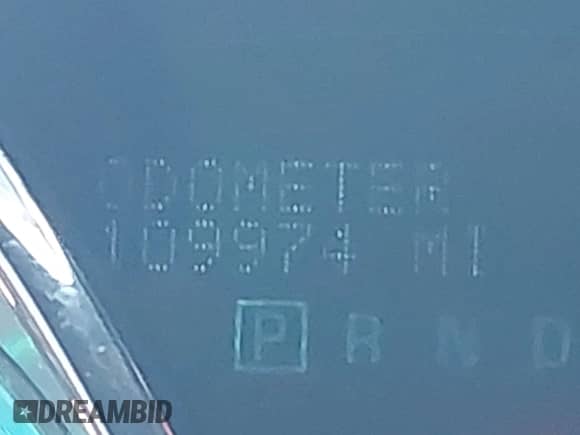 ODOMETER
109974 MI
P R N D
DREAMBID